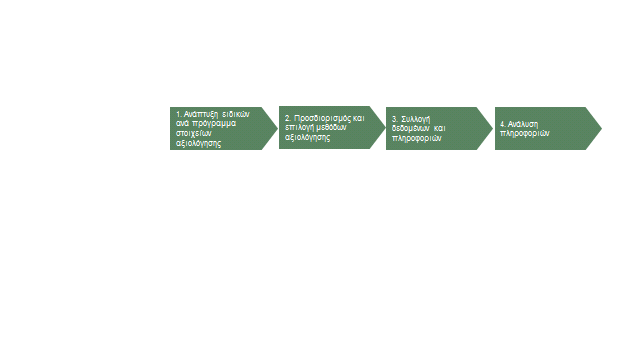 1. Ανάπτυξη ειδικών
ανά πρόγραμμα
στοιχείων
αξιολόγησης
2. Προσδιορισμός και
επιλογή μεθόδων
αξιολόγησης
3. Συλλογή
δεδομένων και
πληροφοριών
4. Ανάλυση
πληροφοριών